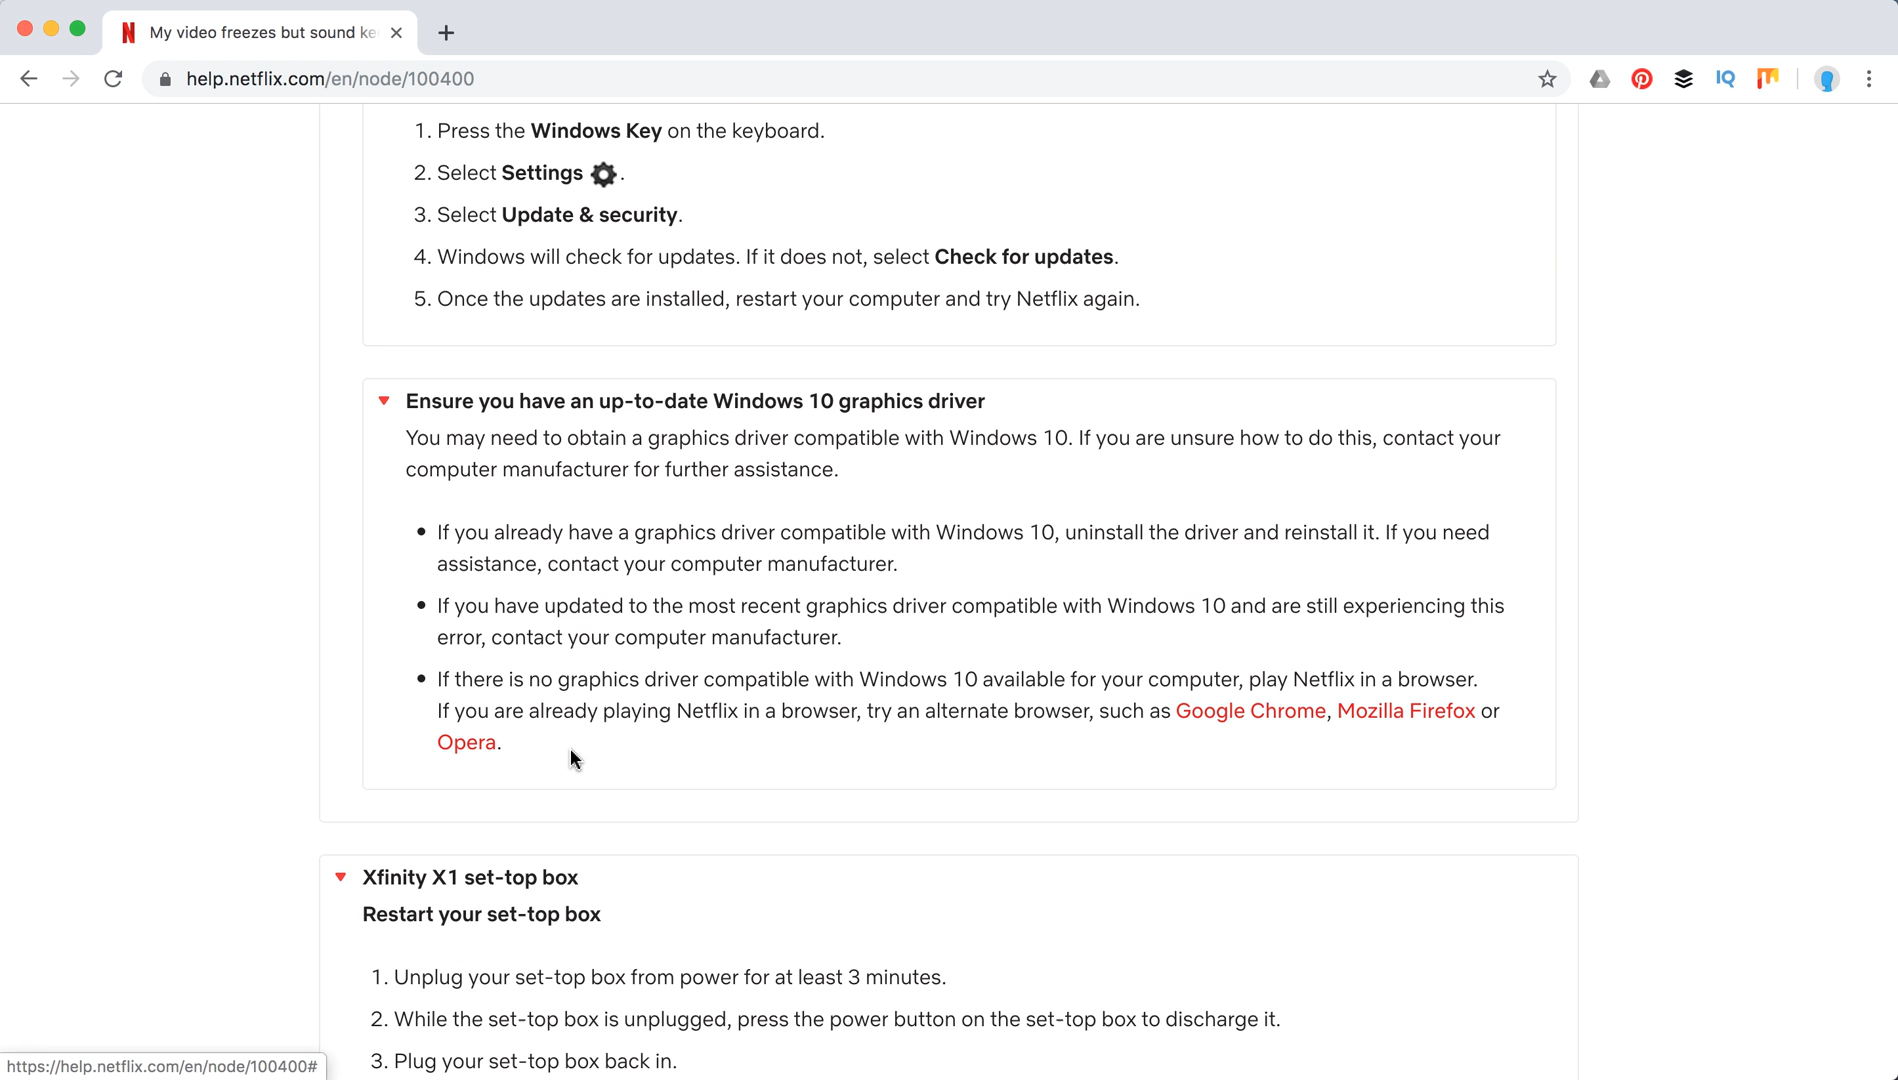 My video freezes but sound ke
help.netflix.com/en/node/100400
IQ
1. Press the Windows Key on the keyboard.
2. Select Settings .
3. Select Update & security.
4. Windows will check for updates. If it does not, select Check for updates.
5. Once the updates are installed, restart your computer and try Netflix again.
Ensure you have an up-to-date Windows 10 graphics driver
You may need to obtain a graphics driver compatible with Windows 10. If you are unsure how to do this, contact your
computer manufacturer for further assistance.
• If you already have a graphics driver compatible with Windows 10, uninstall the driver and reinstall it. If you need
assistance, contact your computer manufacturer.
• If you have updated to the most recent graphics driver compatible with Windows 10 and are still experiencing this
error, contact your computer manufacturer.
• If there is no graphics driver compatible with Windows 10 available for your computer, play Netflix in a browser.
If you are already playing Netflix in a browser, try an alternate browser, such as Google Chrome, Mozilla Firefox or
Opera.
Xfinity X1 set-top box
Restart your set-top box
1. Unplug your set-top box from power for at least 3 minutes.
2. While the set-top box is unplugged, press the power button on the set-top box to discharge it.
3. Plug your set-top box back in.
https://help.netflix.com/en/node/100400#